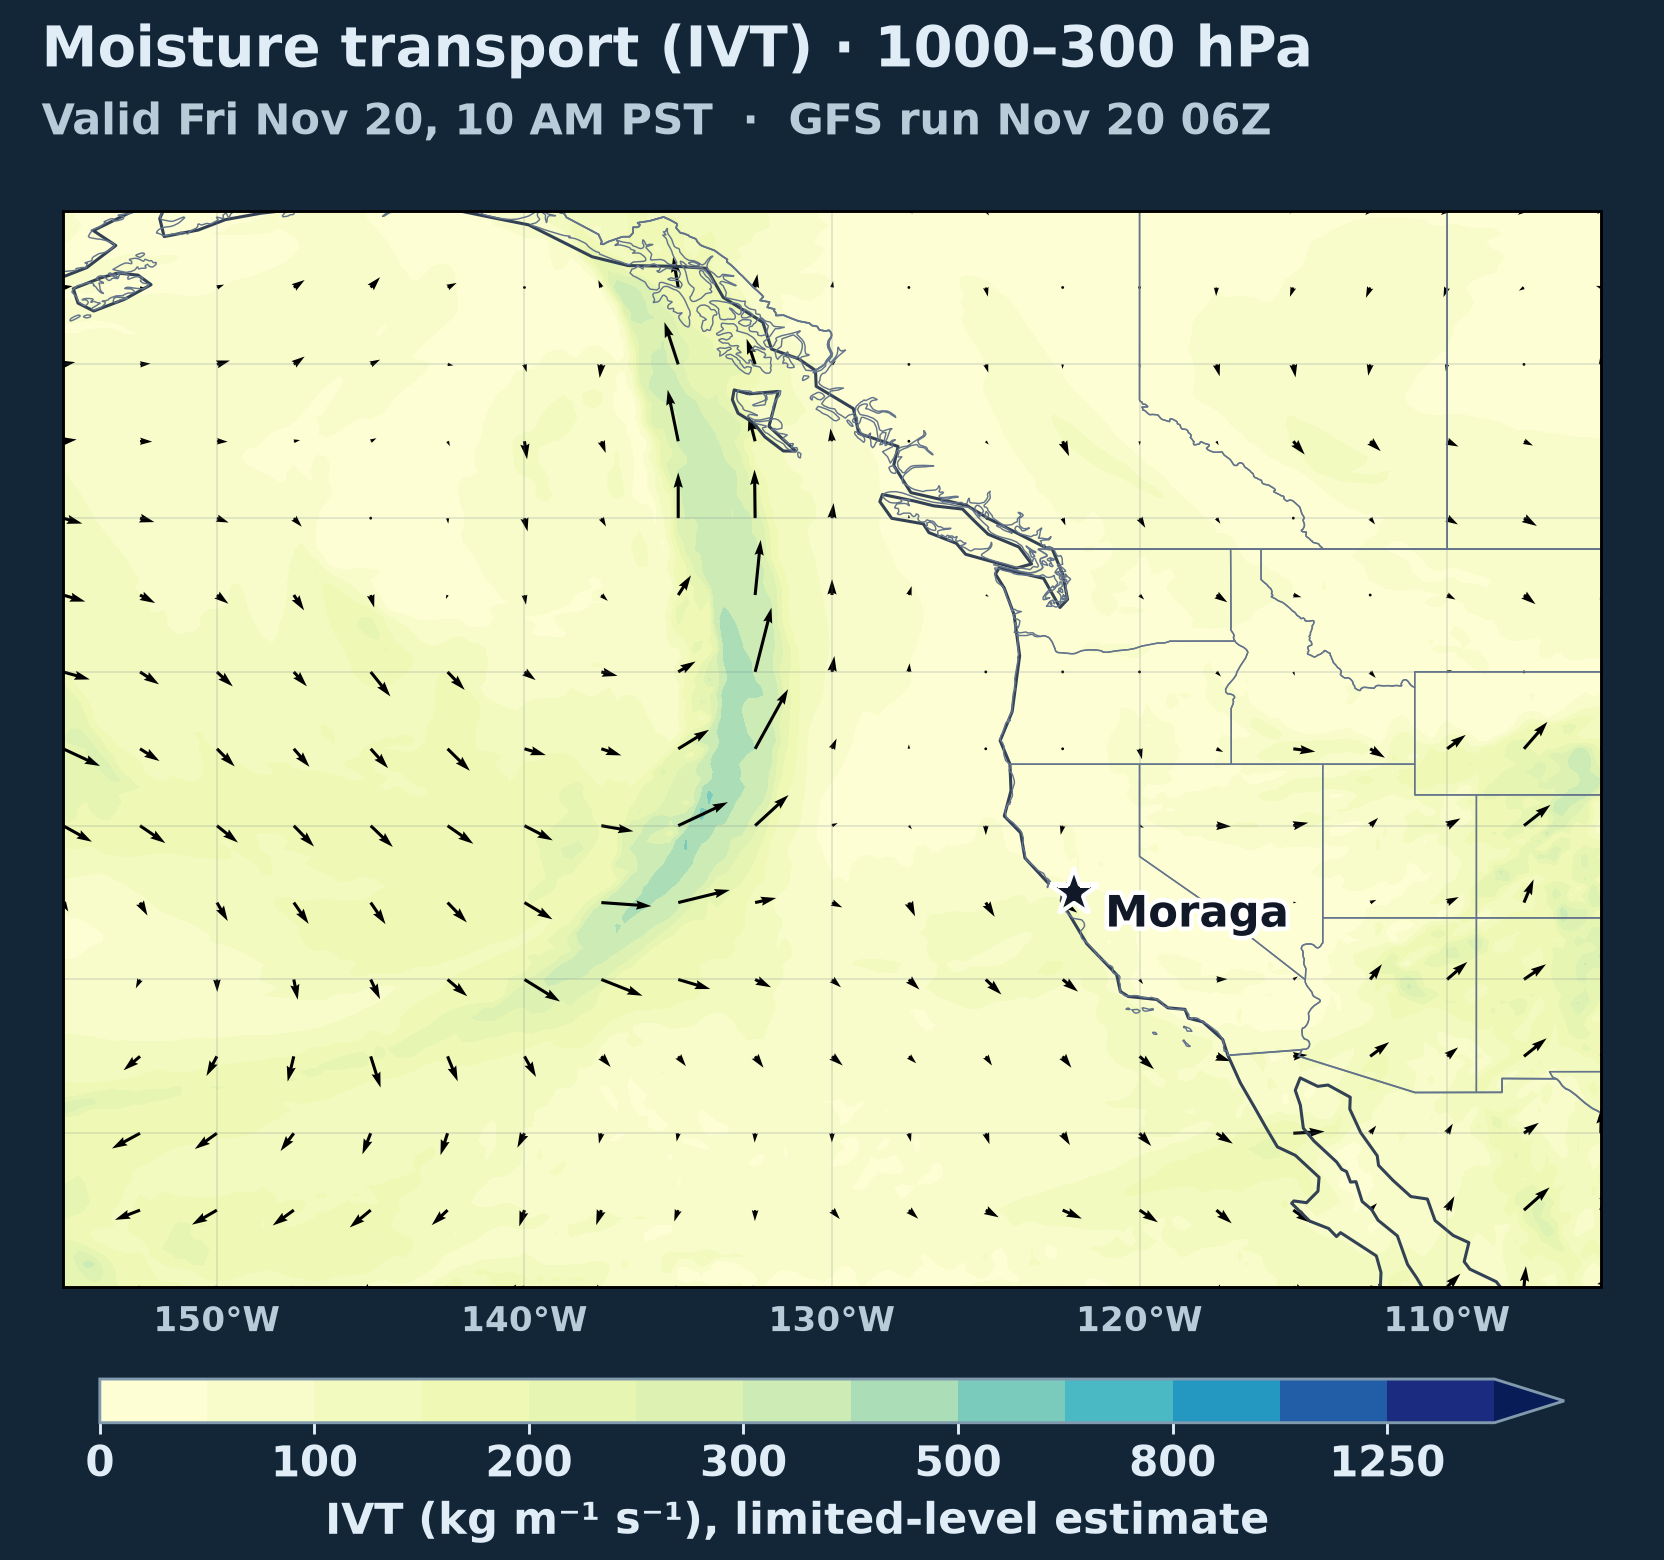 Moisture transport (IVT) · 1000–300 hPa
Valid Fri Nov 20, 10 AM PST · GFS run Nov 20 06Z
Moraga
150°W 140°W 130°W 120°W 110°W
0 100 200 300 500 800 1250
IVT (kg m⁻¹ s⁻¹), limited-level estimate